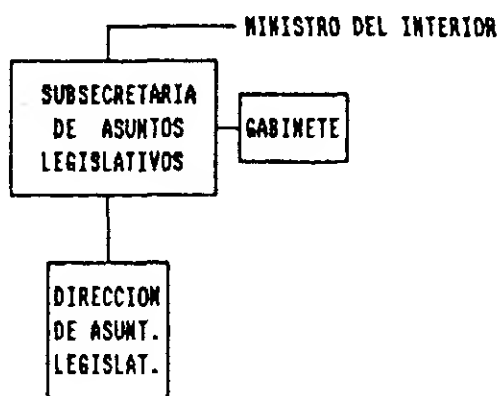 MINISTRO DEL INTERIOR
SUBSECRETARIA
DE ASUNTOS
LEGISLATIVOS
GABINETE
DIRECCION
DE ASUNT.
LEGISLAT.